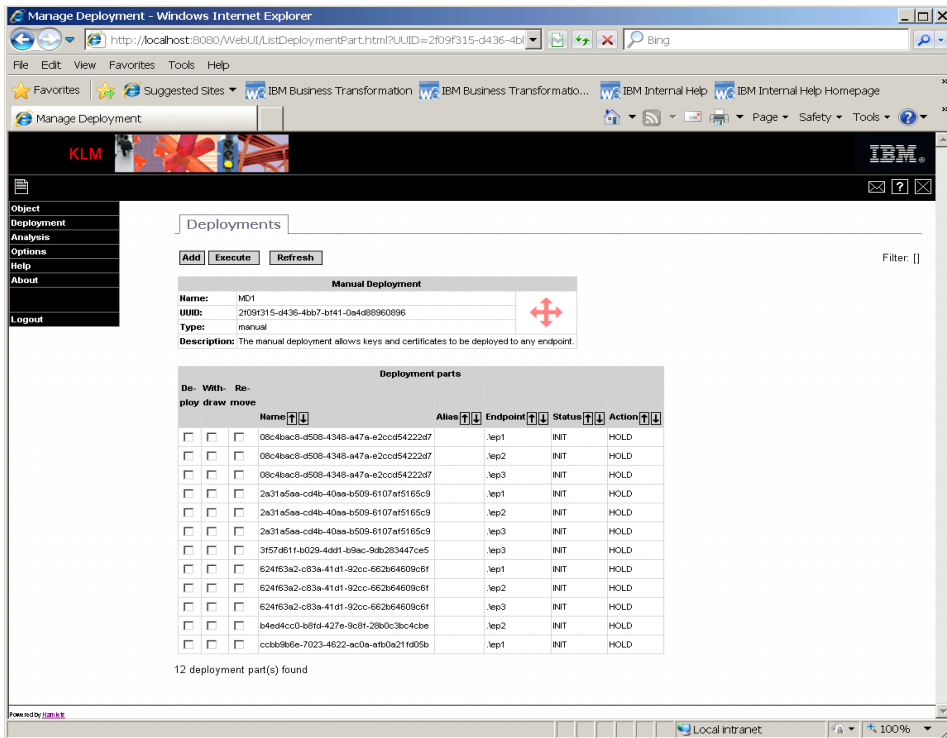 Manage Deployment - Windows Internet Explorer
http://localhost:8080/WebUI/ListDeploymentPart.html?UUID=2f09f315-d436-4bl
Bing
File Edit View Favorites Tools Help
Favorites Suggested Sites IBM Business Transformation IBM Business Transformatio... IBM Internal Help IBM Internal Help Homepage
Manage Deployment
Page Safety Tools
KLM
IBM
Object
Deployment
Analysis
Options
Help
About
Logout
Deployments
Add Execute Refresh Filter: []
Manual Deployment
Name: MD1
UUID: 2f09f315-d436-4bb7-bf41-0a4d88960896
Type: manual
Description: The manual deployment allows keys and certificates to be deployed to any endpoint.
Deployment parts
De- With- Re-
ploy draw move
Name Alias Endpoint Status Action
08c4bac8-d508-4348-a47a-e2ccd54222d7 .\ep1 INIT HOLD
08c4bac8-d508-4348-a47a-e2ccd54222d7 .\ep2 INIT HOLD
08c4bac8-d508-4348-a47a-e2ccd54222d7 .\ep3 INIT HOLD
2a31a5aa-cd4b-40aa-b509-6107af5165c9 .\ep1 INIT HOLD
2a31a5aa-cd4b-40aa-b509-6107af5165c9 .\ep2 INIT HOLD
2a31a5aa-cd4b-40aa-b509-6107af5165c9 .\ep3 INIT HOLD
3f57d61f-b029-4dd1-b9ac-9db283447ce5 .\ep3 INIT HOLD
624f63a2-c83a-41d1-92cc-662b64609c6f .\ep1 INIT HOLD
624f63a2-c83a-41d1-92cc-662b64609c6f .\ep2 INIT HOLD
624f63a2-c83a-41d1-92cc-662b64609c6f .\ep3 INIT HOLD
b4ed4cc0-b8fd-427e-9c8f-28b0c3bc4cbe .\ep2 INIT HOLD
ccbb9b6e-7023-4622-ac0a-afb0a21fd05b .\ep1 INIT HOLD
12 deployment part(s) found
Powered by Hamlets
Local intranet 100%